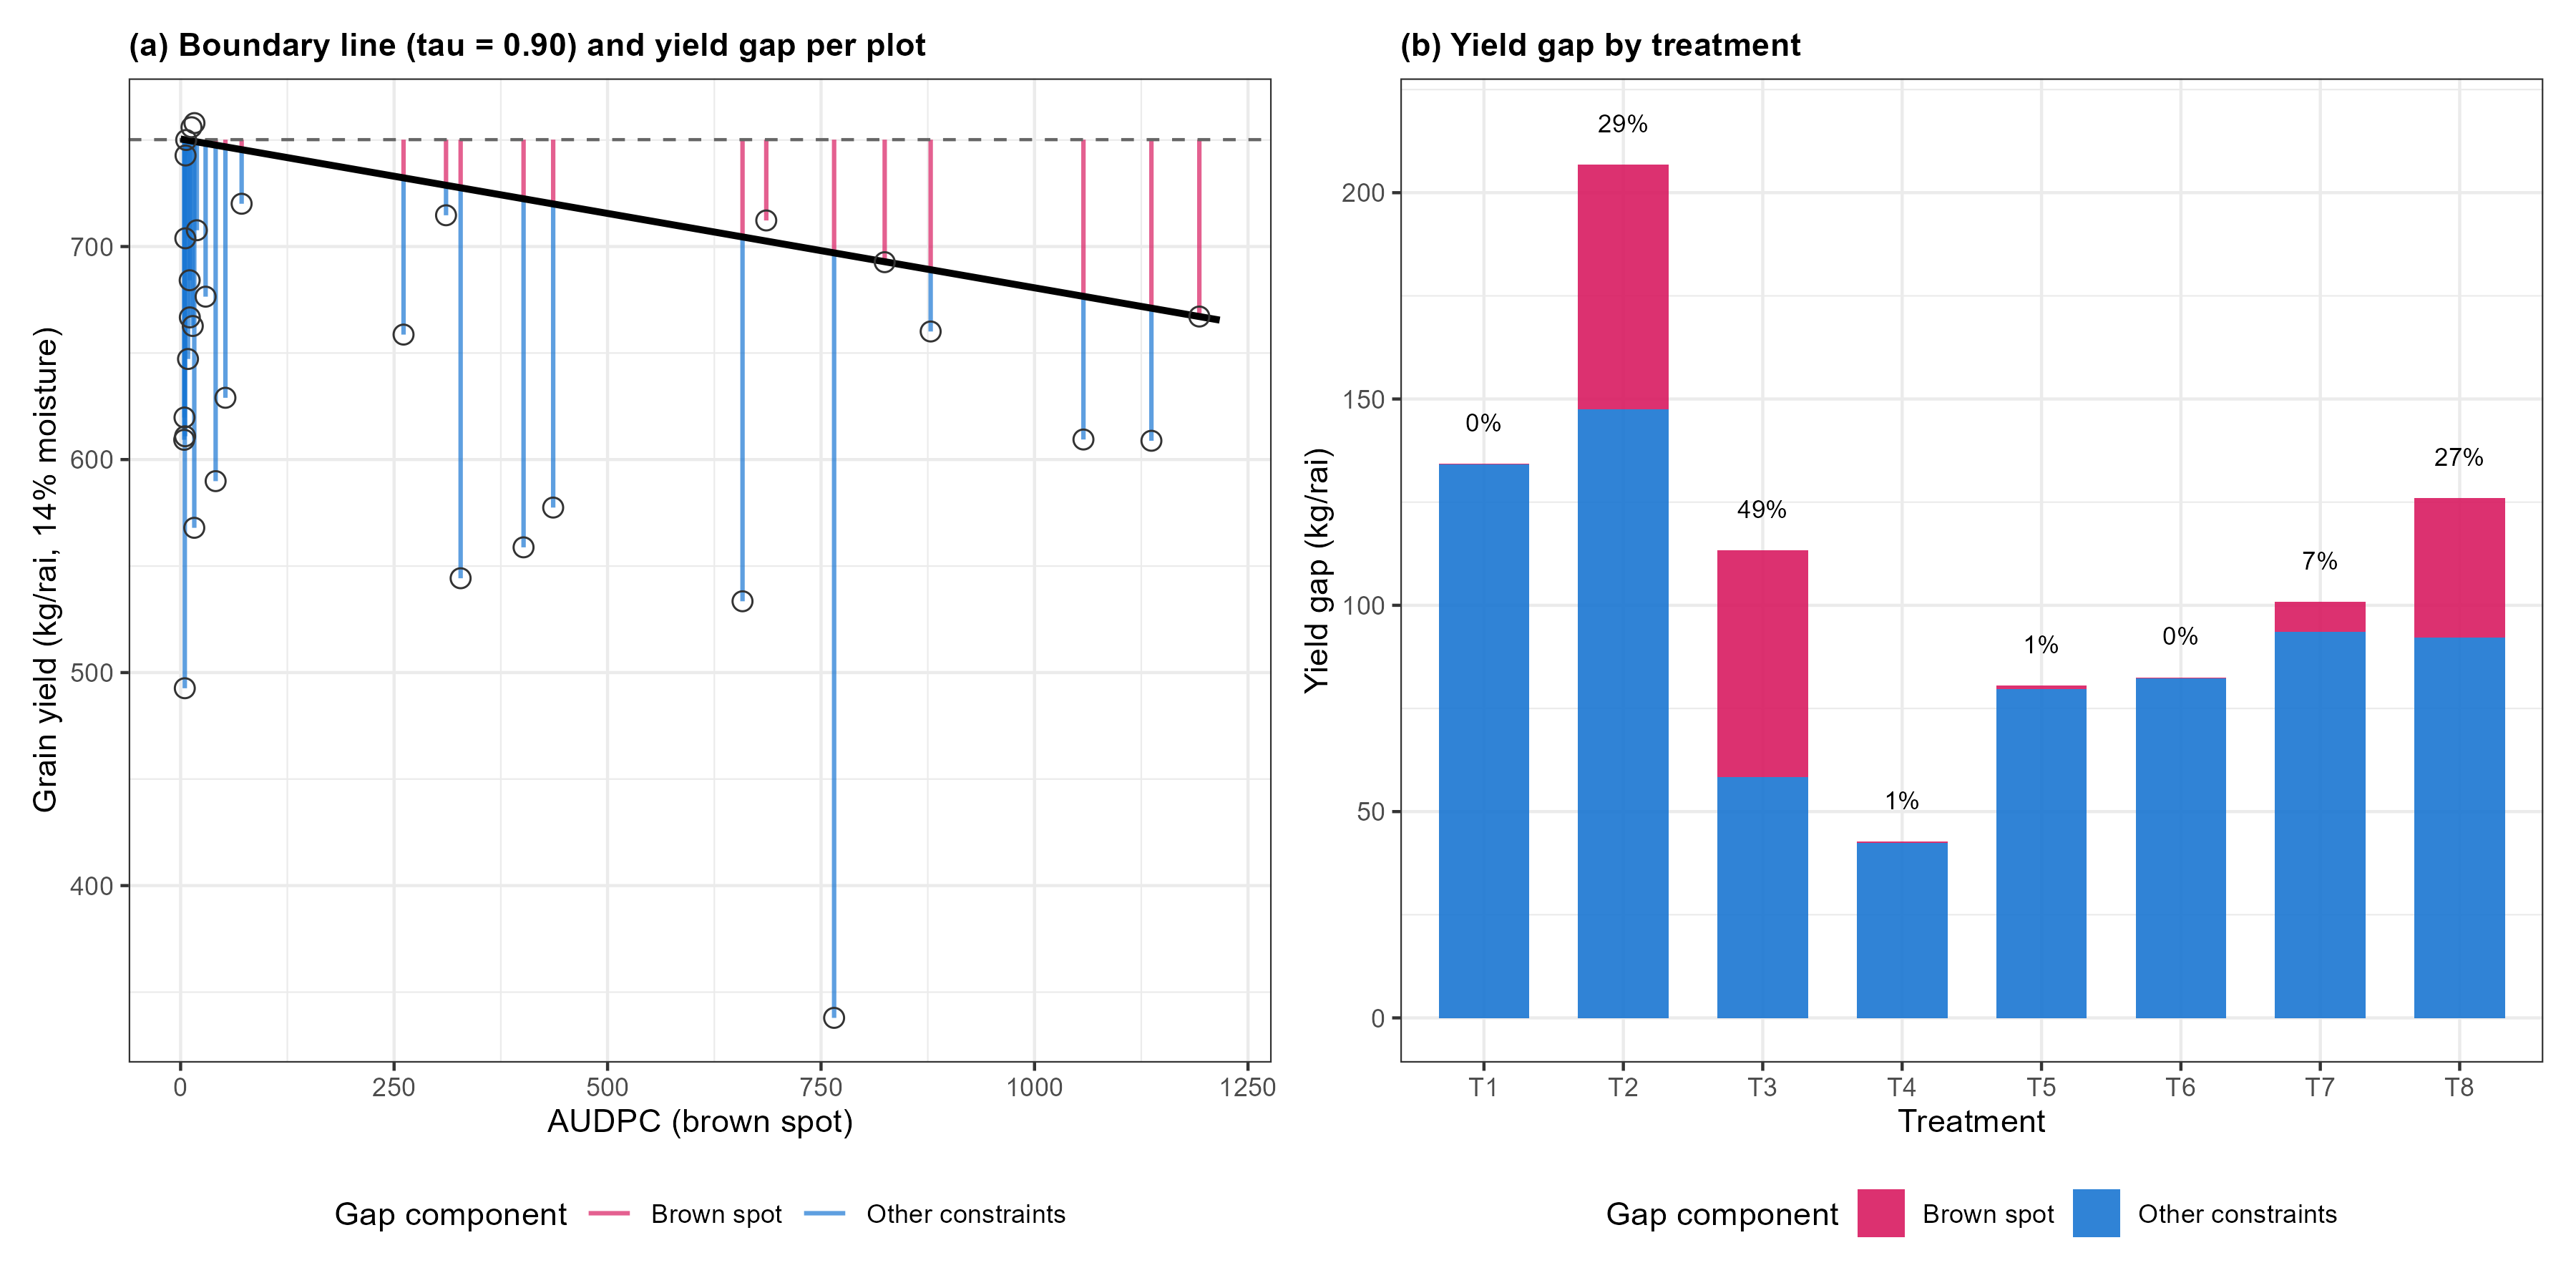 (a) Boundary line (tau = 0.90) and yield gap per plot
Grain yield (kg/rai, 14% moisture)
700
600
500
400
0 250 500 750 1000 1250
AUDPC (brown spot)
Gap component Brown spot Other constraints
(b) Yield gap by treatment
Yield gap (kg/rai)
200
150
100
50
0
0% 29% 49% 1% 1% 0% 7% 27%
T1 T2 T3 T4 T5 T6 T7 T8
Treatment
Gap component Brown spot Other constraints